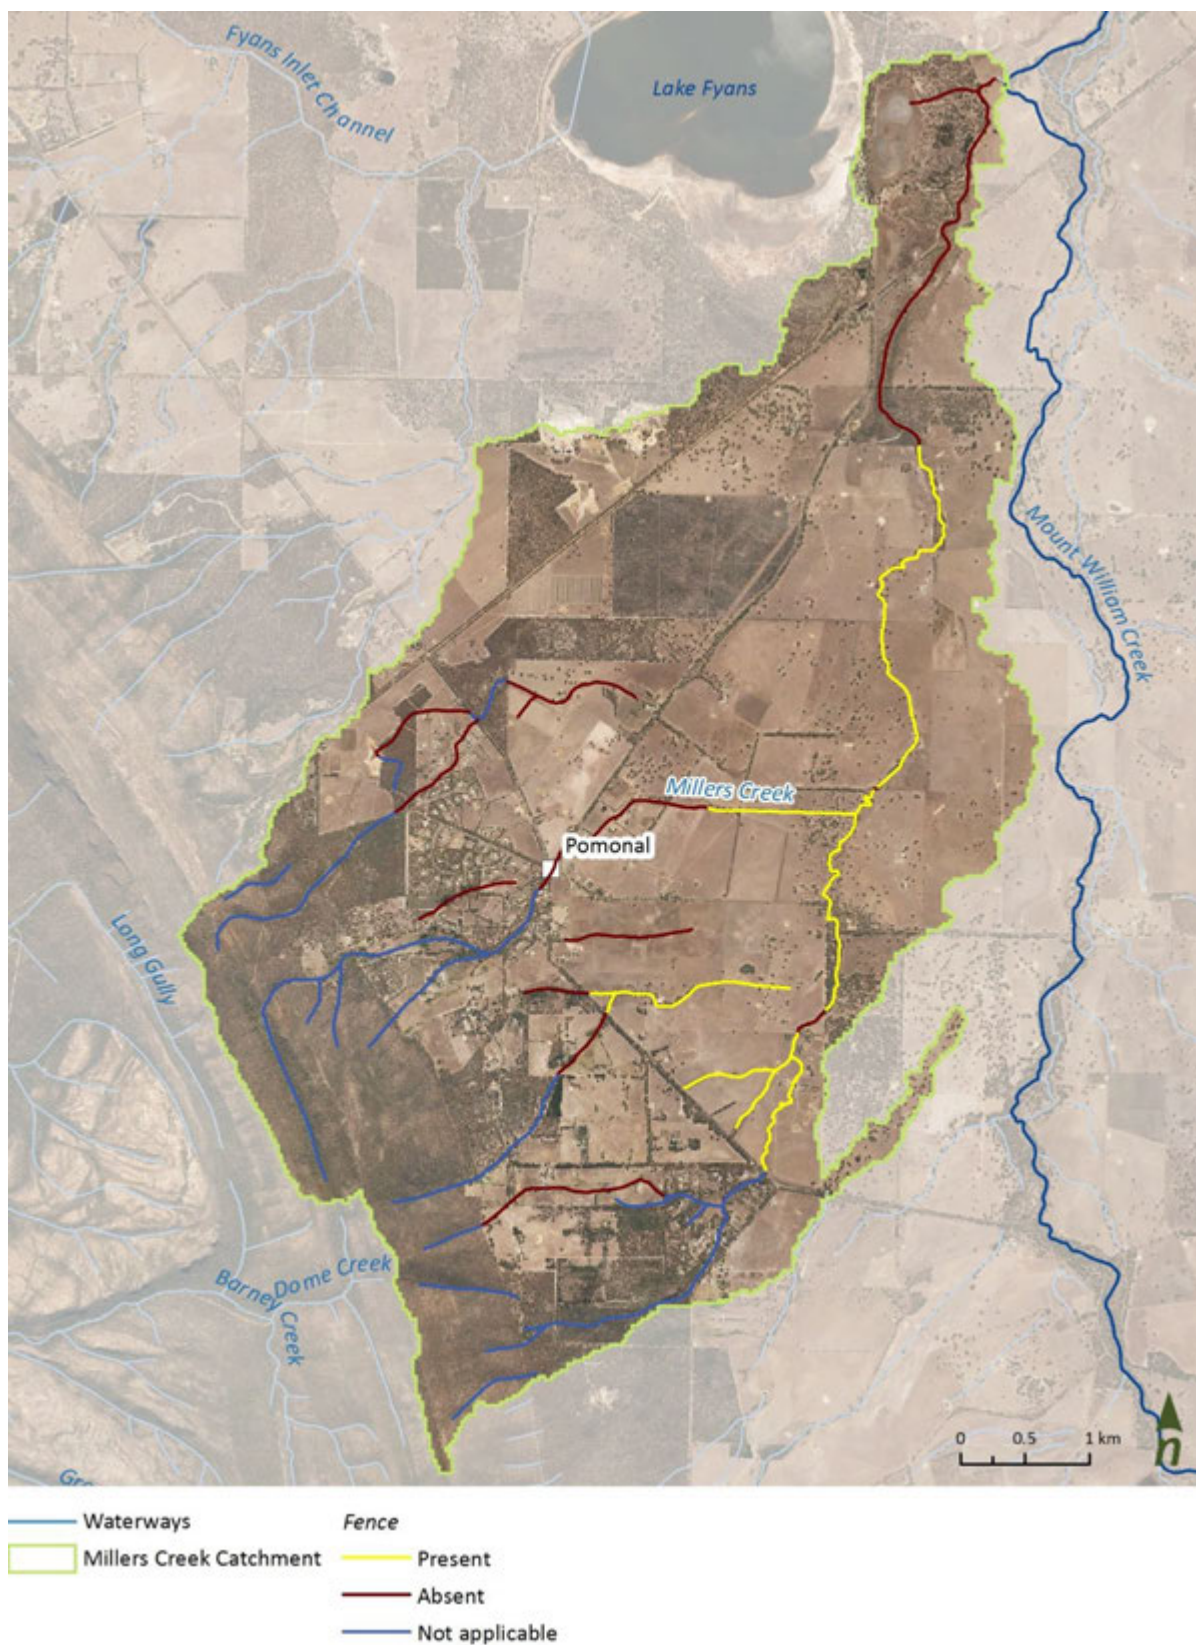 Fyans Inlet Channel
Lake Fyans
Mount William Creek
Millers Creek
Pomonal
Long Gully
Dome Creek
Barney Creek
0 0.5 1 km
n
Waterways
Millers Creek Catchment
Fence
Present
Absent
Not applicable